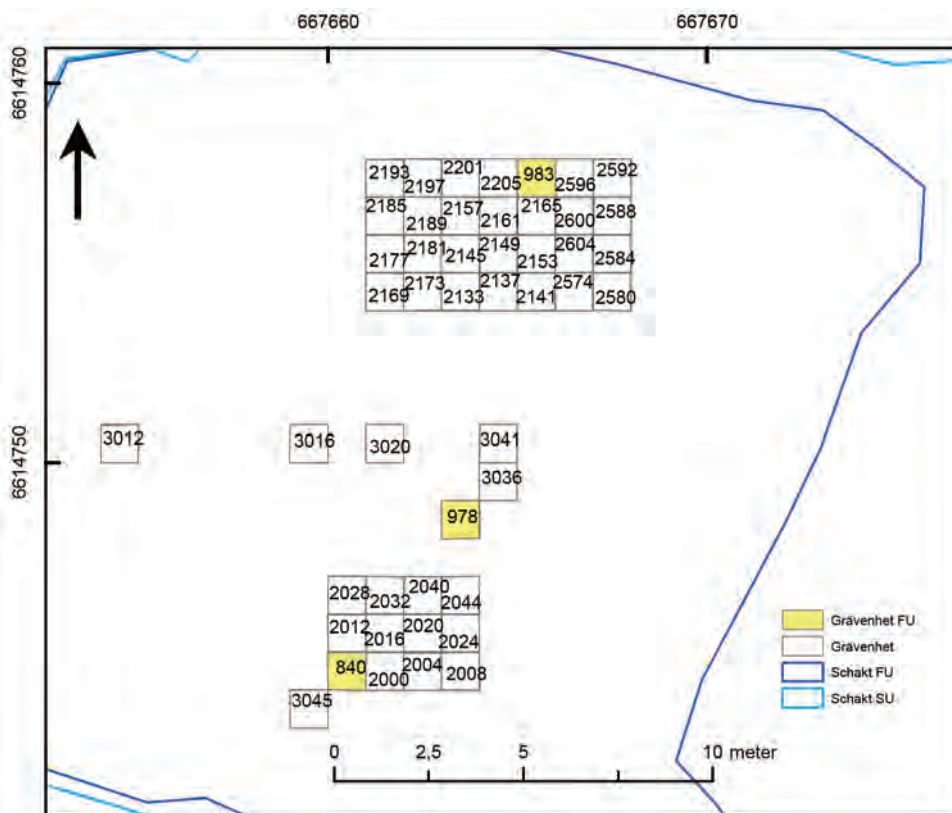 667660 667670
6614760
2193 2197 2201 2205 983 2596 2592
2185 2189 2157 2161 2165 2600 2588
2177 2181 2145 2149 2153 2604 2584
2169 2173 2133 2137 2141 2574 2580
6614750
3012 3016 3020 3041
3036
978
2028 2032 2040 2044
2012 2016 2020 2024
840 2000 2004 2008
3045
Grävenhet FU
Grävenhet
Schakt FU
Schakt SU
0 2,5 5 10 meter